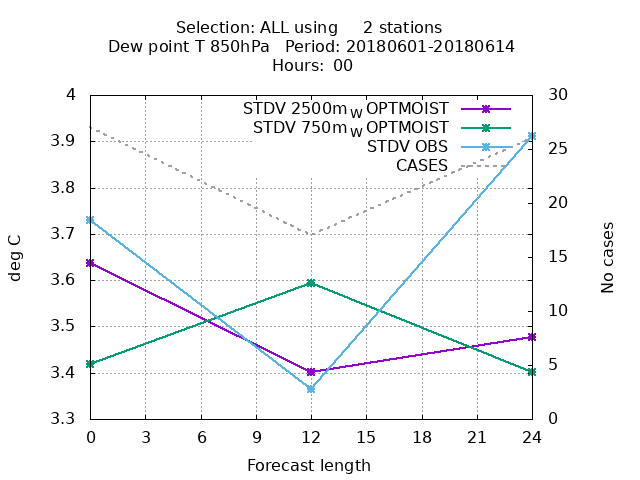 Selection: ALL using     2 stations
Dew point T 850hPa   Period: 20180601-20180614
Hours:  00
4
3.9
3.8
3.7
3.6
3.5
3.4
3.3
deg C
30
25
20
15
10
5
0
No cases
STDV 2500m_W OPTMOIST
STDV 750m_W OPTMOIST
STDV OBS
CASES
0 3 6 9 12 15 18 21 24
Forecast length